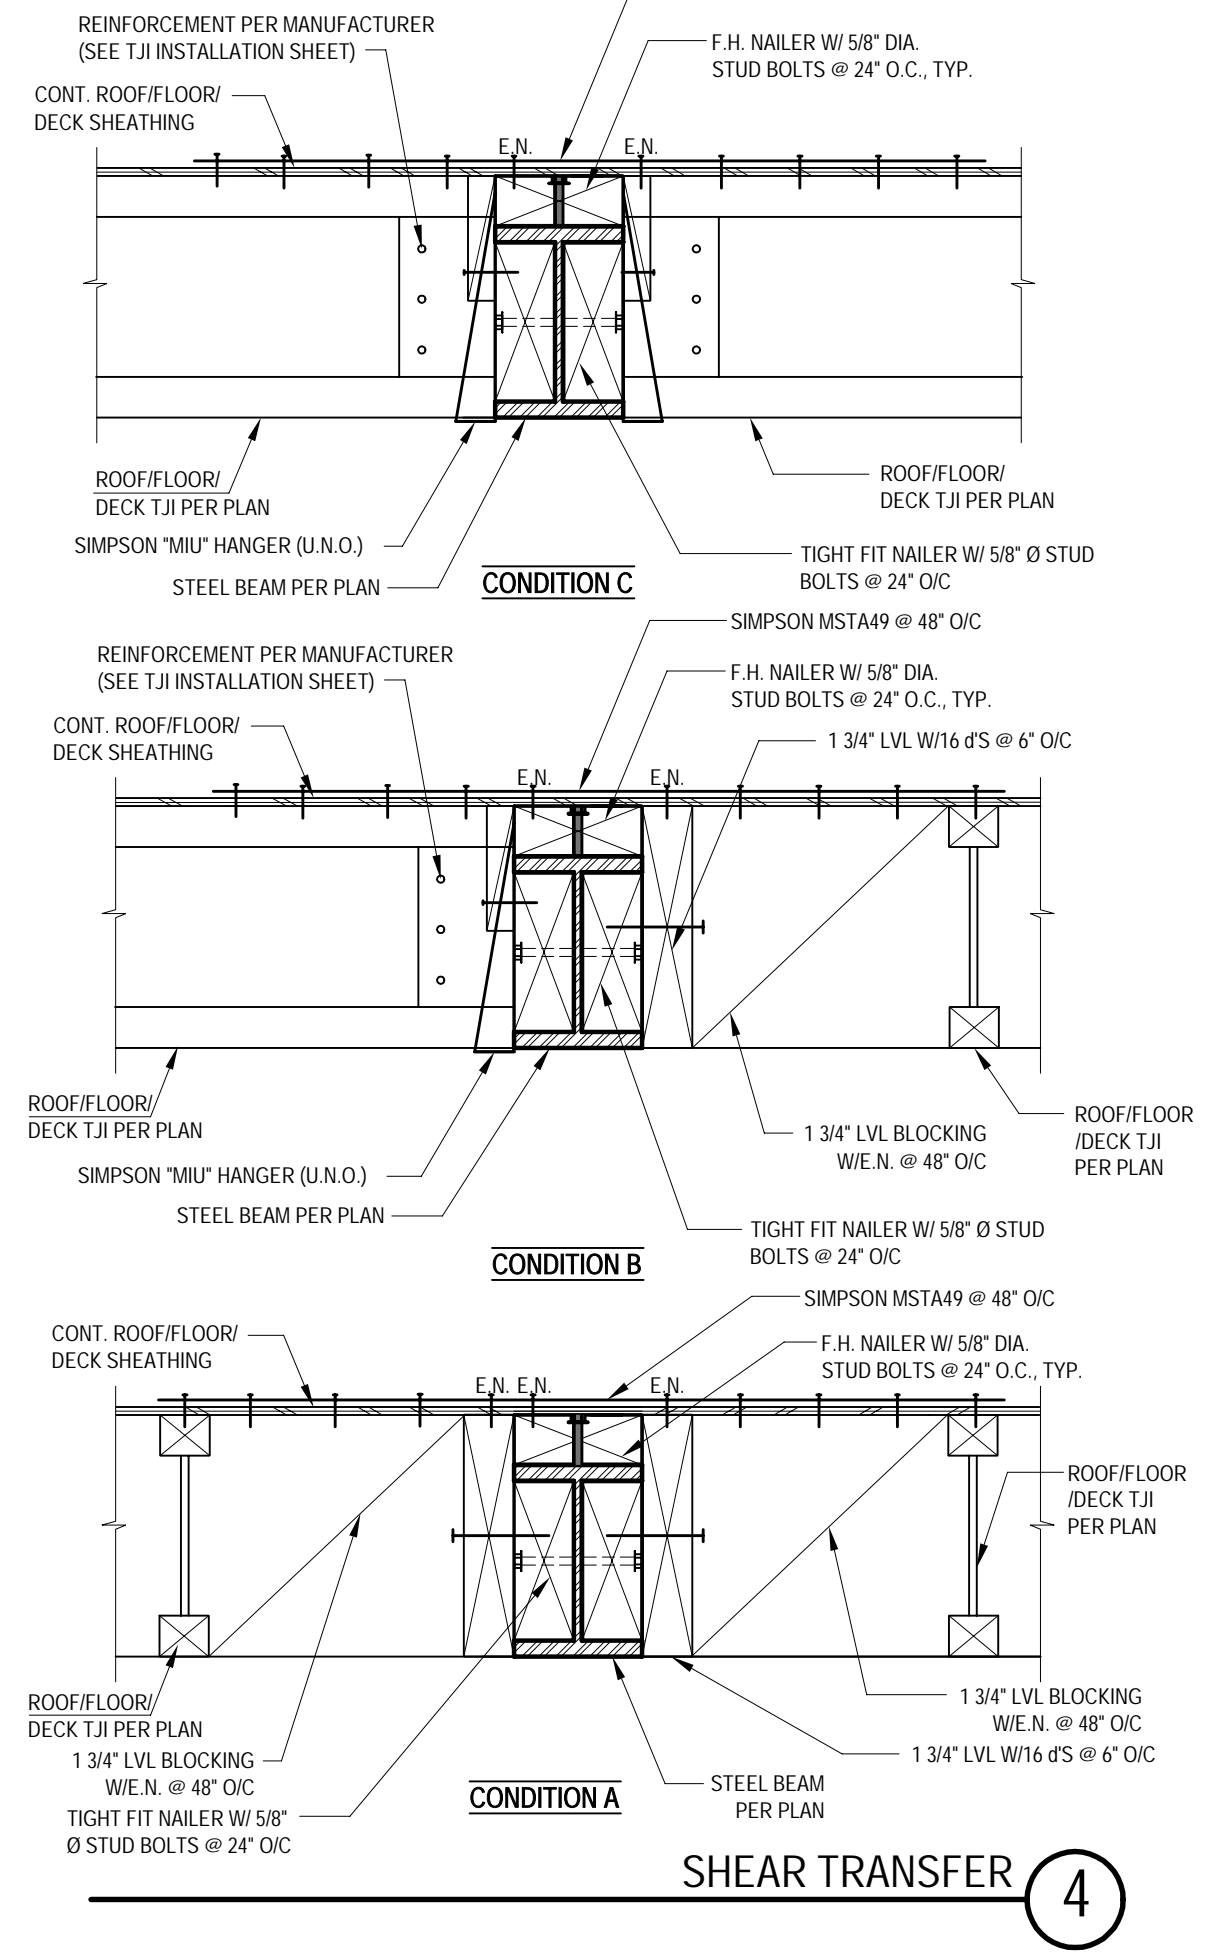 REINFORCEMENT PER MANUFACTURER
(SEE TJI INSTALLATION SHEET)
F.H. NAILER W/ 5/8" DIA.
STUD BOLTS @ 24" O.C., TYP.
CONT. ROOF/FLOOR/
DECK SHEATHING
E.N.
E.N.
ROOF/FLOOR/
DECK TJI PER PLAN
ROOF/FLOOR/
DECK TJI PER PLAN
SIMPSON "MIU" HANGER (U.N.O.)
STEEL BEAM PER PLAN
TIGHT FIT NAILER W/ 5/8" Ø STUD
BOLTS @ 24" O/C
CONDITION C
SIMPSON MSTA49 @ 48" O/C
REINFORCEMENT PER MANUFACTURER
(SEE TJI INSTALLATION SHEET)
F.H. NAILER W/ 5/8" DIA.
STUD BOLTS @ 24" O.C., TYP.
CONT. ROOF/FLOOR/
DECK SHEATHING
1 3/4" LVL W/16 d'S @ 6" O/C
E.N.
E.N.
ROOF/FLOOR/
DECK TJI PER PLAN
1 3/4" LVL BLOCKING
W/E.N. @ 48" O/C
ROOF/FLOOR
/DECK TJI
PER PLAN
SIMPSON "MIU" HANGER (U.N.O.)
STEEL BEAM PER PLAN
TIGHT FIT NAILER W/ 5/8" Ø STUD
BOLTS @ 24" O/C
CONDITION B
SIMPSON MSTA49 @ 48" O/C
CONT. ROOF/FLOOR/
DECK SHEATHING
F.H. NAILER W/ 5/8" DIA.
STUD BOLTS @ 24" O.C., TYP.
E.N. E.N.
E.N.
ROOF/FLOOR
/DECK TJI
PER PLAN
ROOF/FLOOR/
DECK TJI PER PLAN
1 3/4" LVL BLOCKING
W/E.N. @ 48" O/C
1 3/4" LVL BLOCKING
W/E.N. @ 48" O/C
1 3/4" LVL W/16 d'S @ 6" O/C
TIGHT FIT NAILER W/ 5/8"
Ø STUD BOLTS @ 24" O/C
STEEL BEAM
PER PLAN
CONDITION A
SHEAR TRANSFER
4